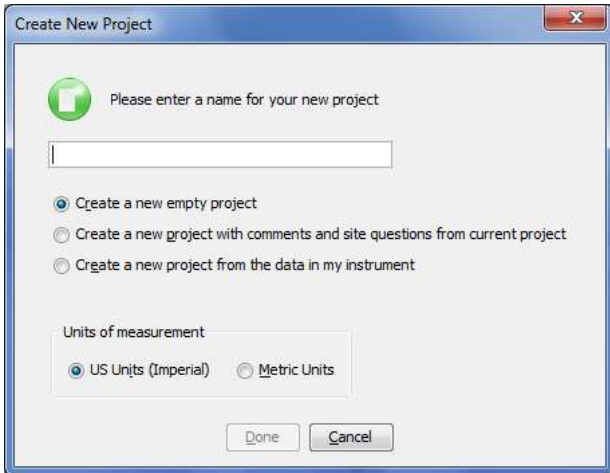 Create New Project
Please enter a name for your new project
Create a new empty project
Create a new project with comments and site questions from current project
Create a new project from the data in my instrument
Units of measurement
US Units (Imperial) Metric Units
Done Cancel